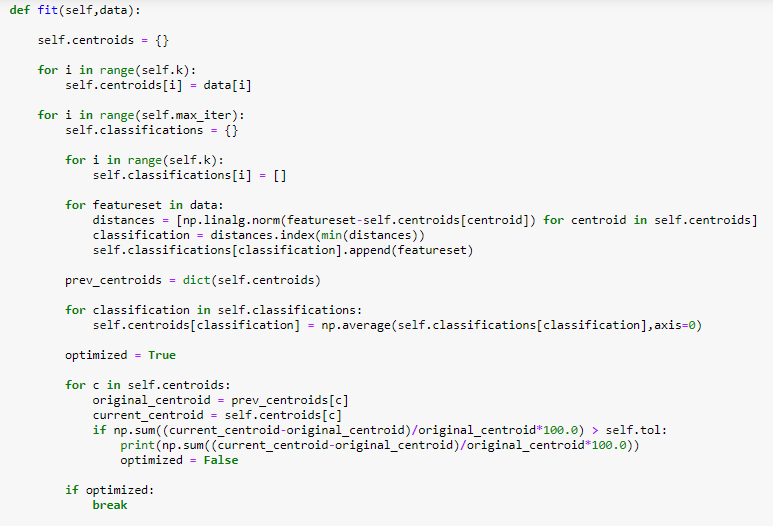 def fit(self,data):

    self.centroids = {}

    for i in range(self.k):
        self.centroids[i] = data[i]

    for i in range(self.max_iter):
        self.classifications = {}

        for i in range(self.k):
            self.classifications[i] = []

        for featureset in data:
            distances = [np.linalg.norm(featureset-self.centroids[centroid]) for centroid in self.centroids]
            classification = distances.index(min(distances))
            self.classifications[classification].append(featureset)

        prev_centroids = dict(self.centroids)

        for classification in self.classifications:
            self.centroids[classification] = np.average(self.classifications[classification],axis=0)

        optimized = True

        for c in self.centroids:
            original_centroid = prev_centroids[c]
            current_centroid = self.centroids[c]
            if np.sum((current_centroid-original_centroid)/original_centroid*100.0) > self.tol:
                print(np.sum((current_centroid-original_centroid)/original_centroid*100.0))
                optimized = False

        if optimized:
            break